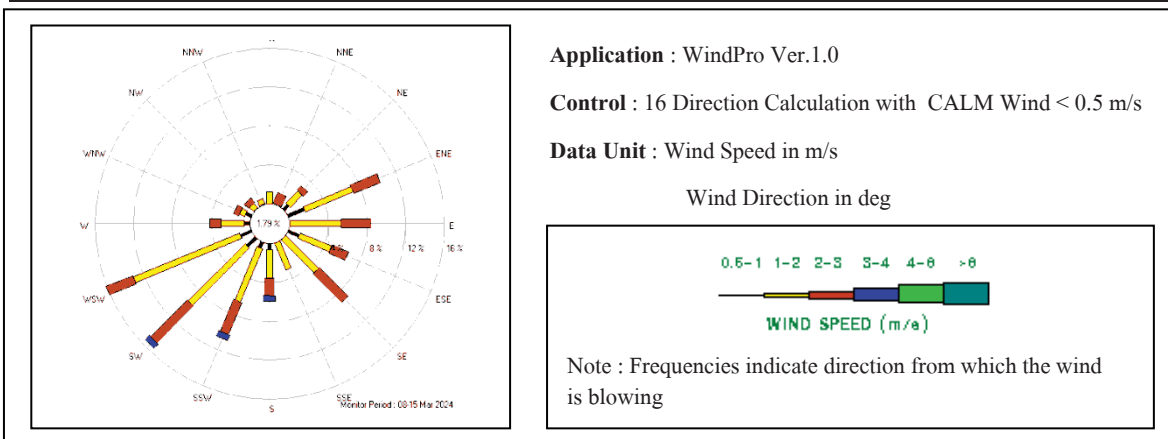 NNW
NNE
NW
NE
WNW
ENE
W
1.79 %
E
8 %
12 %
16 %
WSW
ESE
SW
SE
SSW
SSE
S
Monitor Period : 08-15 Mar 2024
Application : WindPro Ver.1.0
Control : 16 Direction Calculation with CALM Wind < 0.5 m/s
Data Unit : Wind Speed in m/s
Wind Direction in deg
0.5-1 1-2 2-3 3-4 4-6 >6
WIND SPEED (m/s)
Note : Frequencies indicate direction from which the wind
is blowing